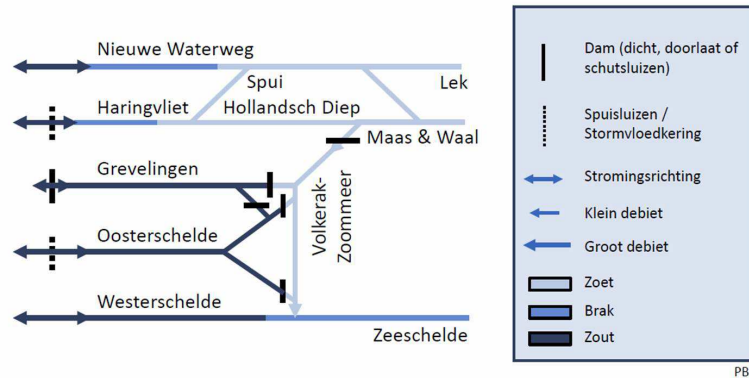 Nieuwe Waterweg
Spui
Lek
Haringvliet
Hollandsch Diep
Maas & Waal
Grevelingen
Volkerak-
Zoommeer
Oosterschelde
Westerschelde
Zeeschelde
Dam (dicht, doorlaat of
schutsluizen)
Spuisluizen /
Stormvloedkering
Stromingsrichting
Klein debiet
Groot debiet
Zoet
Brak
Zout
PB